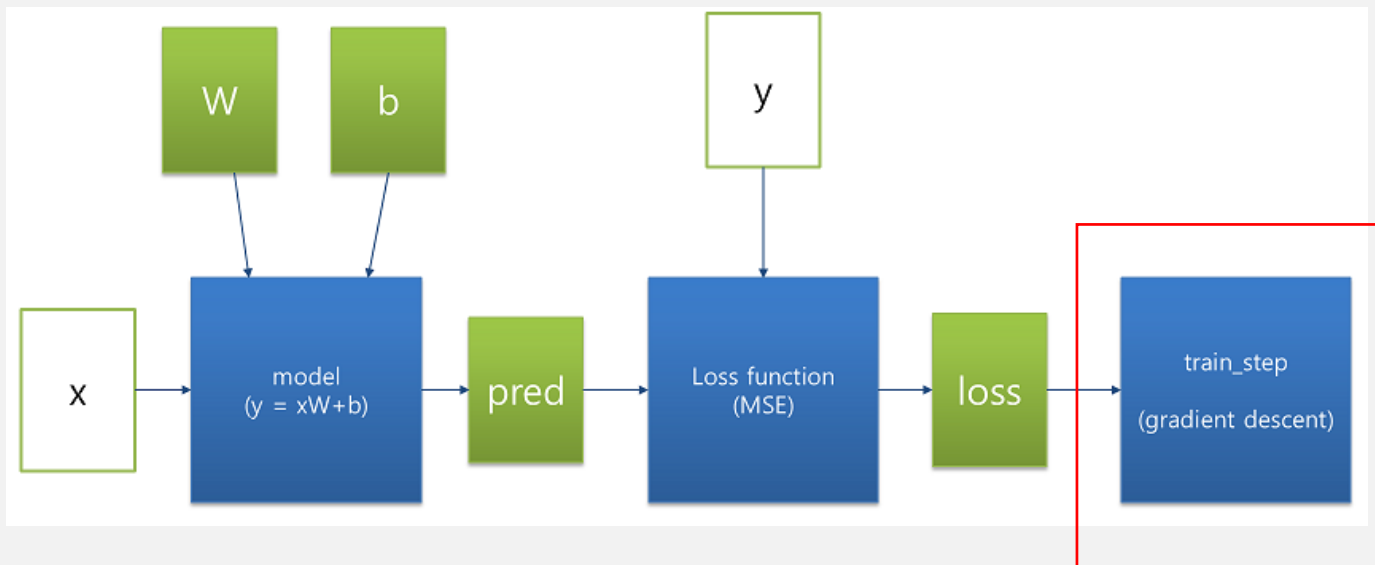 W
b
y
x
model
(y = xW+b)
pred
Loss function
(MSE)
loss
train_step
(gradient descent)